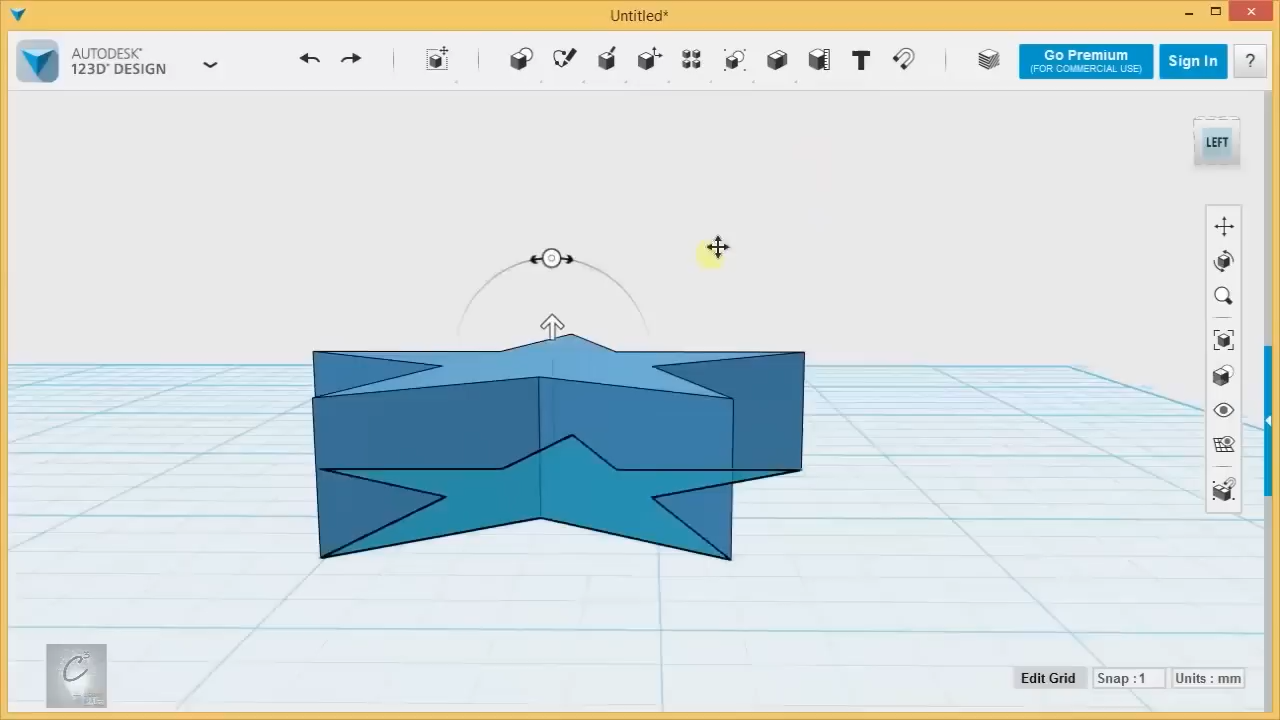 Untitled*
AUTODESK®
123D® DESIGN
Go Premium
(FOR COMMERCIAL USE)
Sign In
?
LEFT
Edit Grid
Snap : 1
Units : mm